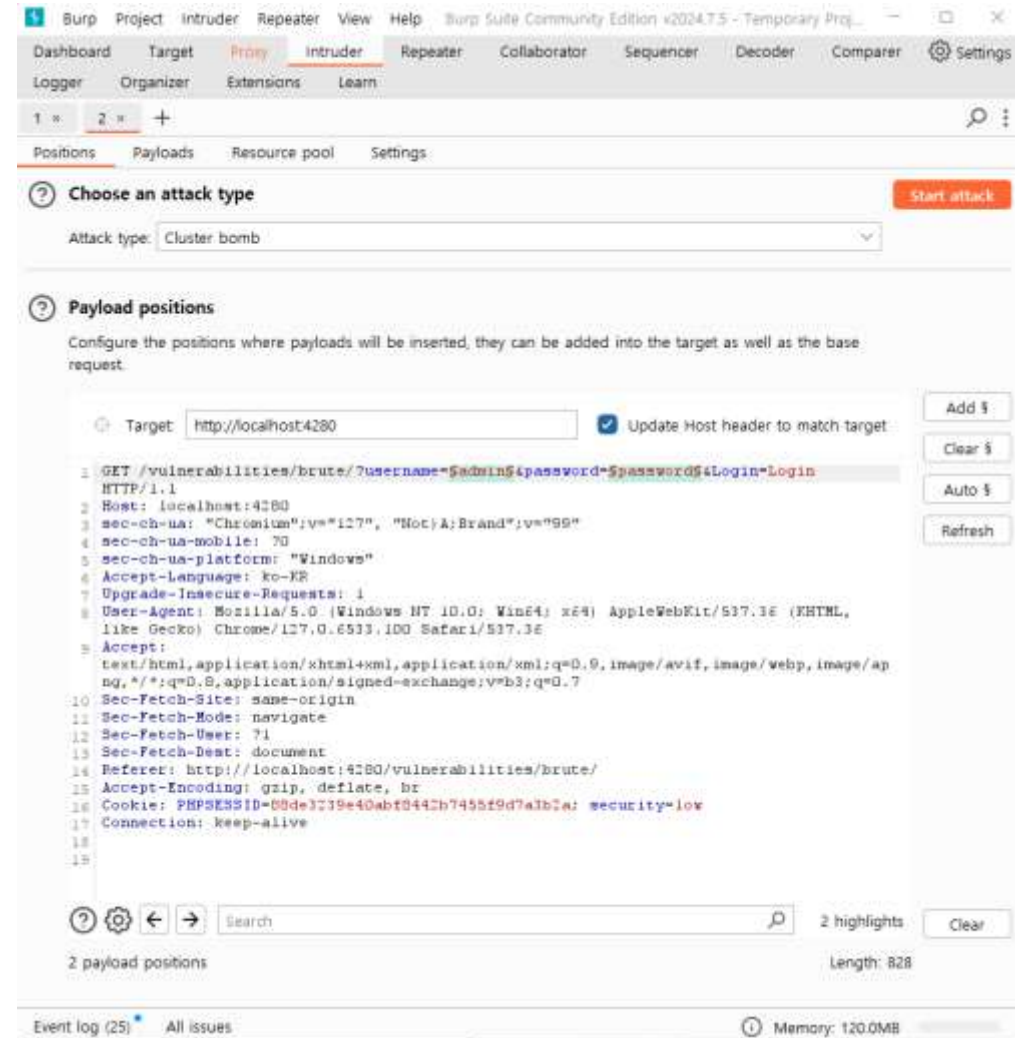 Burp Project Intruder Repeater View Help Burp Suite Community Edition v2024.7.5 - Temporary Proj...
Dashboard Target Proxy Intruder Repeater Collaborator Sequencer Decoder Comparer Settings
Logger Organizer Extensions Learn
1 × 2 × +
Positions Payloads Resource pool Settings
Choose an attack type
Start attack
Attack type: Cluster bomb
Payload positions
Configure the positions where payloads will be inserted, they can be added into the target as well as the base
request.
Add §
Target: http://localhost:4280 Update Host header to match target
Clear §
1 GET /vulnerabilities/brute/?username=§admin§&password=§password§&Login=Login
HTTP/1.1
Auto §
2 Host: localhost:4280
3 sec-ch-ua: "Chromium";v="127", "Not)A;Brand";v="99"
Refresh
4 sec-ch-ua-mobile: ?0
5 sec-ch-ua-platform: "Windows"
6 Accept-Language: ko-KR
7 Upgrade-Insecure-Requests: 1
8 User-Agent: Mozilla/5.0 (Windows NT 10.0; Win64; x64) AppleWebKit/537.36 (KHTML,
like Gecko) Chrome/127.0.6533.100 Safari/537.36
9 Accept:
text/html,application/xhtml+xml,application/xml;q=0.9,image/avif,image/webp,image/ap
ng,*/*;q=0.8,application/signed-exchange;v=b3;q=0.7
10 Sec-Fetch-Site: same-origin
11 Sec-Fetch-Mode: navigate
12 Sec-Fetch-User: ?1
13 Sec-Fetch-Dest: document
14 Referer: http://localhost:4280/vulnerabilities/brute/
15 Accept-Encoding: gzip, deflate, br
16 Cookie: PHPSESSID= security=low
17 Connection: keep-alive
18
19
Search 2 highlights Clear
2 payload positions Length: 828
Event log (25) All issues Memory: 120.0MB